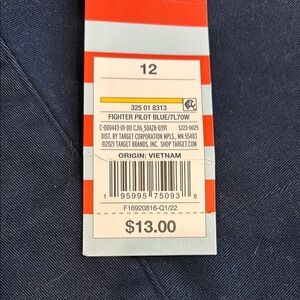 12
325 01 8313
FIGHTER PILOT BLUE/7L70W
C-000443-01-011 CJ16_50A28-0391 S223-0025
DIST. BY TARGET CORPORATION MPLS., MN 55403
©2021 TARGET BRANDS, INC. SHOP TARGET.COM
ORIGIN: VIETNAM
1 95995 75093 8
F16920816-Q1/22
$13.00